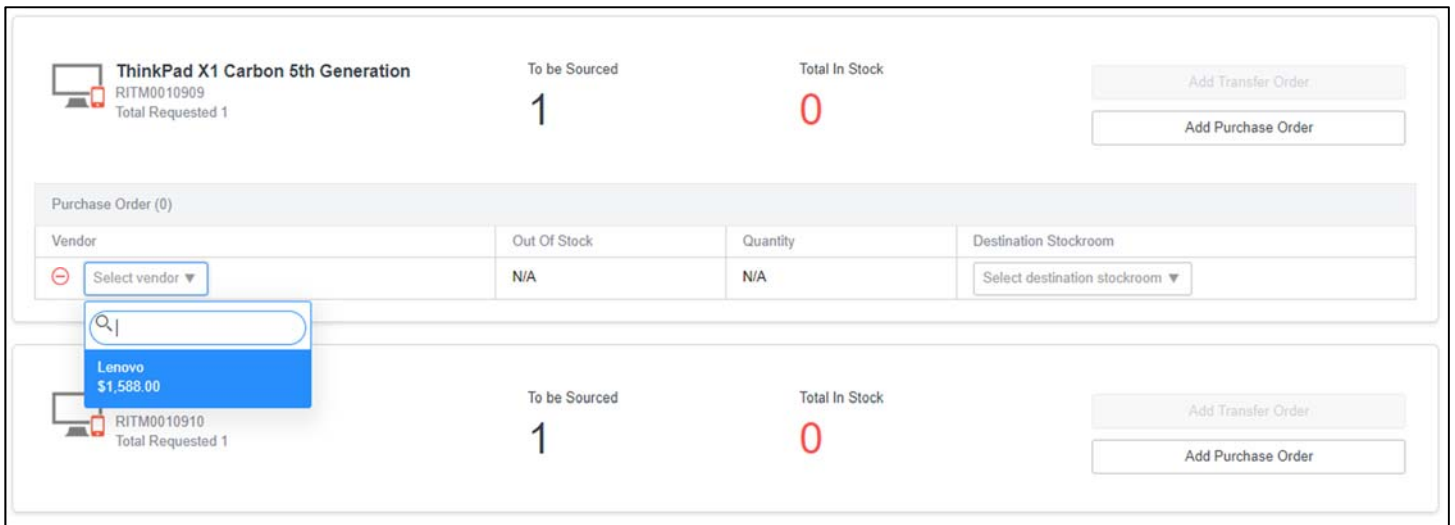 ThinkPad X1 Carbon 5th Generation
RITM0010909
Total Requested 1
To be Sourced
1
Total In Stock
0
Add Transfer Order
Add Purchase Order
Purchase Order (0)
Vendor
Out Of Stock
Quantity
Destination Stockroom
Select vendor ▼
N/A
N/A
Select destination stockroom ▼
Lenovo
$1,588.00
RITM0010910
Total Requested 1
To be Sourced
1
Total In Stock
0
Add Transfer Order
Add Purchase Order